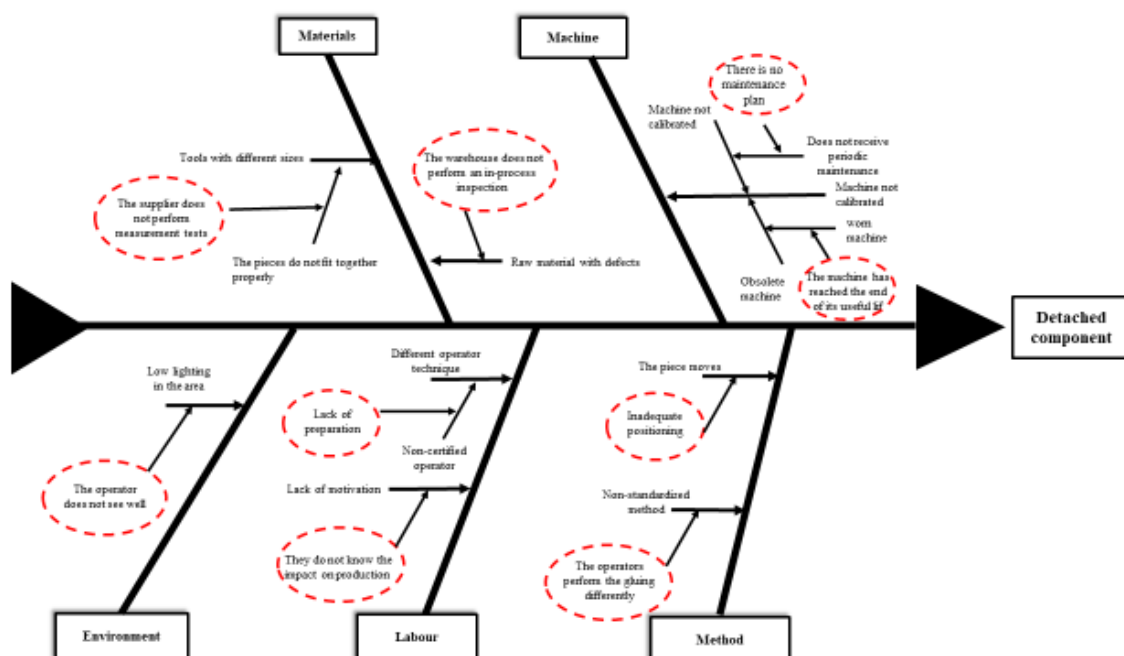 Materials
Machine
There is no
maintenance
plan
Machine not
calibrated
Does not receive
periodic
maintenance
Machine not
calibrated
worn
machine
Obsolete
machine
The machine has
reached the end
of its useful lif
Tools with different sizes
The warehouse does not
perform an in-process
inspection
The supplier does
not perform
measurement tests
The pieces do not fit together
properly
Raw material with defects
Detached
component
Low lighting
in the area
The operator
does not see well
Different operator
technique
Lack of
preparation
Non-certified
operator
Lack of motivation
They do not know the
impact on production
The piece moves
Inadequate
positioning
Non-standardized
method
The operators
perform the gluing
differently
Environment
Labour
Method